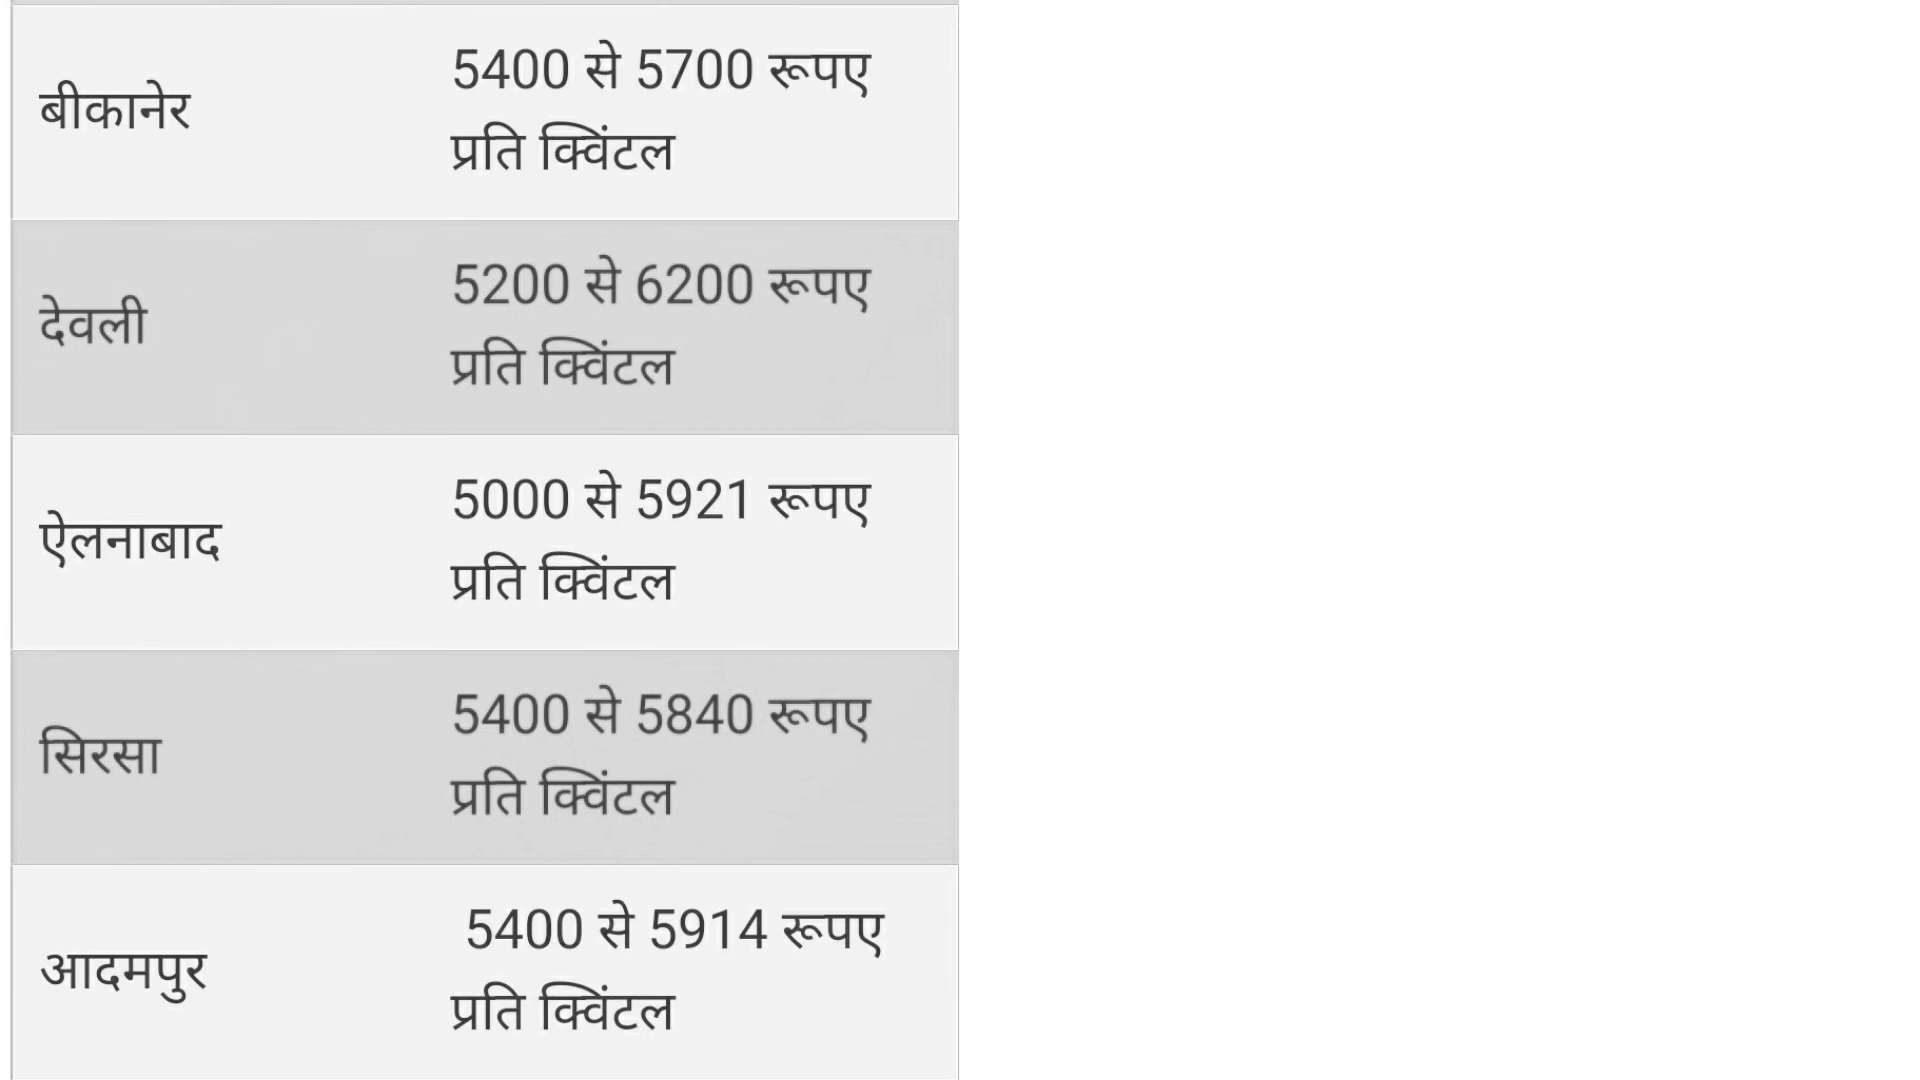 बीकानेर
5400 से 5700 रूपए
प्रति क्विंटल
देवली
5200 से 6200 रूपए
प्रति क्विंटल
ऐलनाबाद
5000 से 5921 रूपए
प्रति क्विंटल
सिरसा
5400 से 5840 रूपए
प्रति क्विंटल
आदमपुर
5400 से 5914 रूपए
प्रति क्विंटल